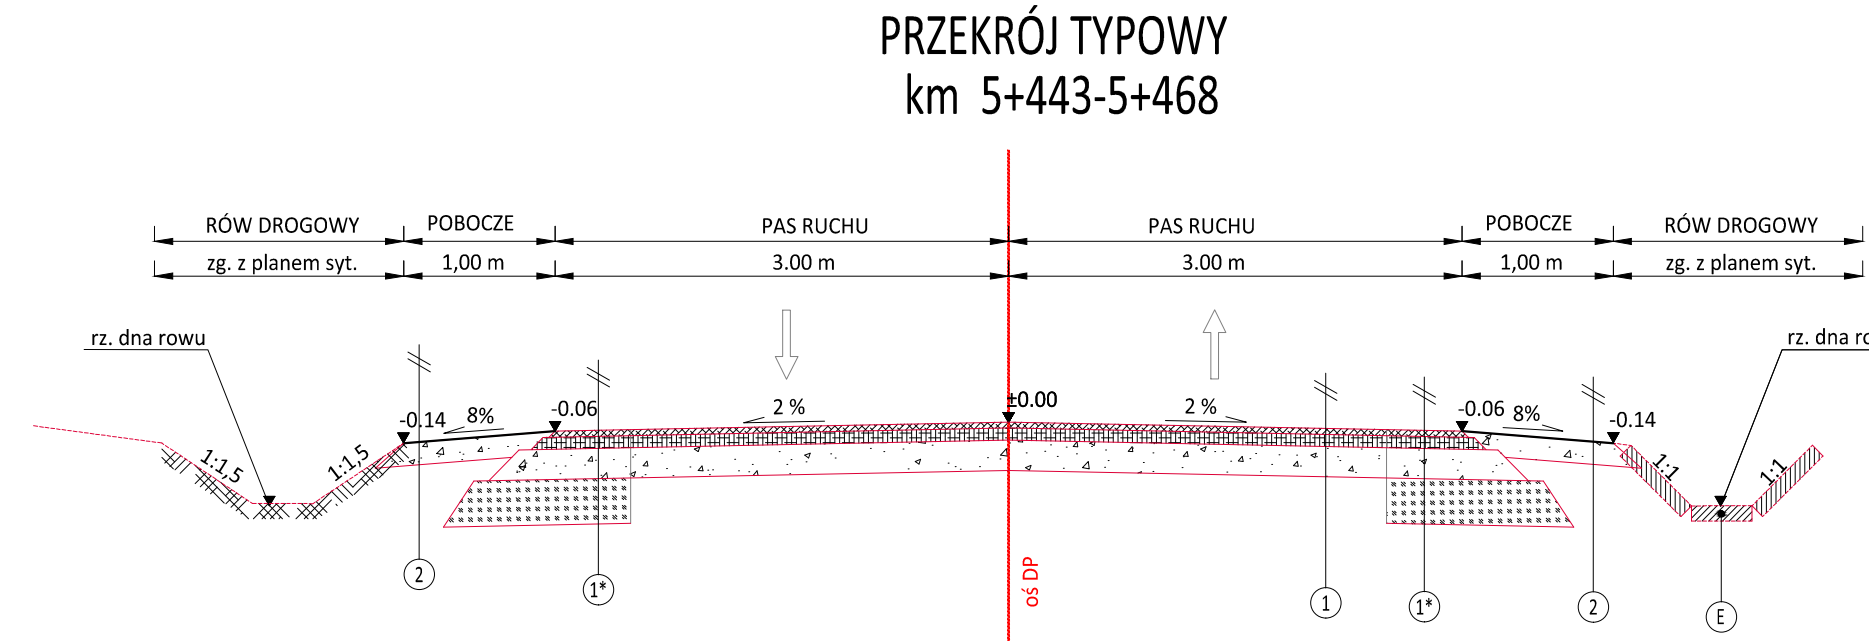 PRZEKRÓJ TYPOWY
km 5+443-5+468
RÓW DROGOWY POBOCZE PAS RUCHU PAS RUCHU POBOCZE RÓW DROGOWY
zg. z planem syt. 1,00 m 3.00 m 3.00 m 1,00 m zg. z planem syt.
rz. dna rowu rz. dna ro
-0.14 8% -0.06 2 % ±0.00 2 % -0.06 8% -0.14
1:1,5 1:1,5 1:1 1:1
oś DP
2 1* 1 1* 2 E